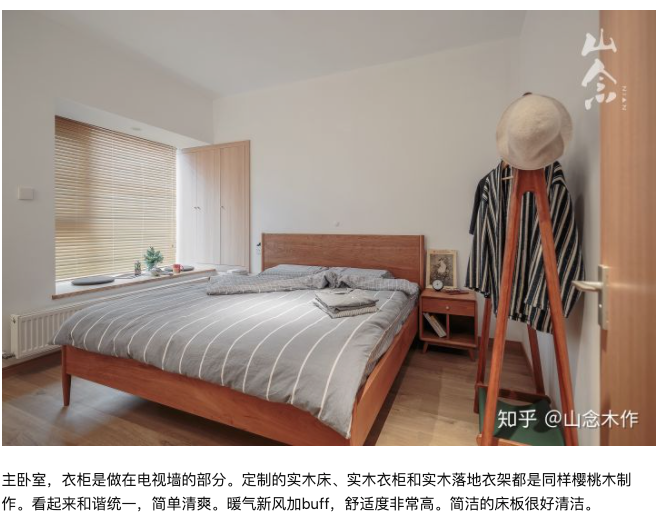 山念
NIAN
知乎 @山念木作
主卧室，衣柜是做在电视墙的部分。定制的实木床、实木衣柜和实木落地衣架都是同样樱桃木制
作。看起来和谐统一，简单清爽。暖气新风加buff，舒适度非常高。简洁的床板很好清洁。